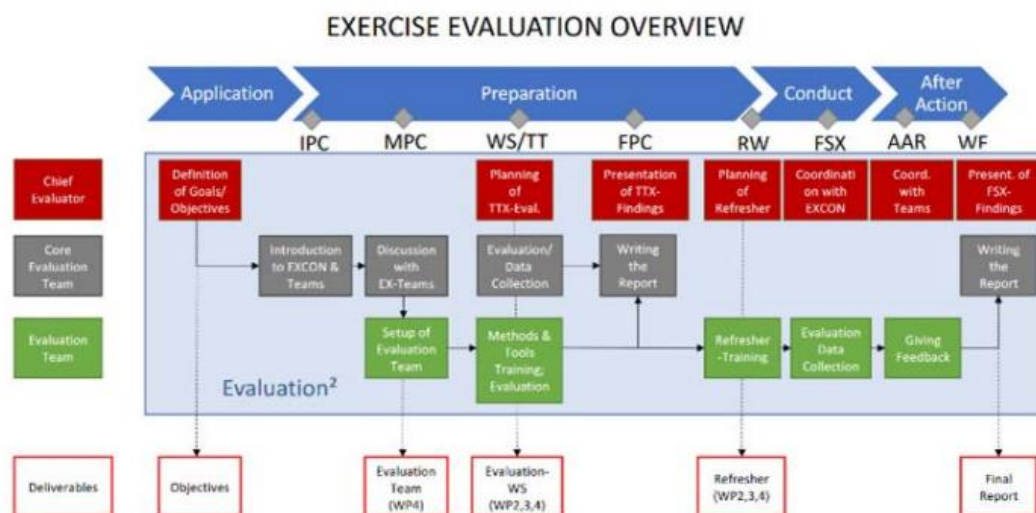 EXERCISE EVALUATION OVERVIEW
Application
Preparation
Conduct
After
Action
IPC
MPC
WS/TT
FPC
RW
FSX
AAR
WF
Chief
Evaluator
Definition
of Goals/
Objectives
Planning
of
TTX-Eval.
Presentation
of TTX-
Findings
Planning
of
Refresher
Coordinati
on with
EXCON
Coord.
with
Teams
Present. of
FSX-
Findings
Core
Evaluation
Team
Introduction
to EXCON &
Teams
Discussion
with
EX-Teams
Evaluation/
Data
Collection
Writing
the
Report
Writing
the
Report
Evaluation
Team
Setup of
Evaluation
Team
Methods &
Tools
Training;
Evaluation
Refresher
-Training
Evaluation
Data
Collection
Giving
Feedback
Evaluation²
Deliverables
Objectives
Evaluation
Team
(WP4)
Evaluation-
WS
(WP2,3,4)
Refresher
(WP2,3,4)
Final
Report